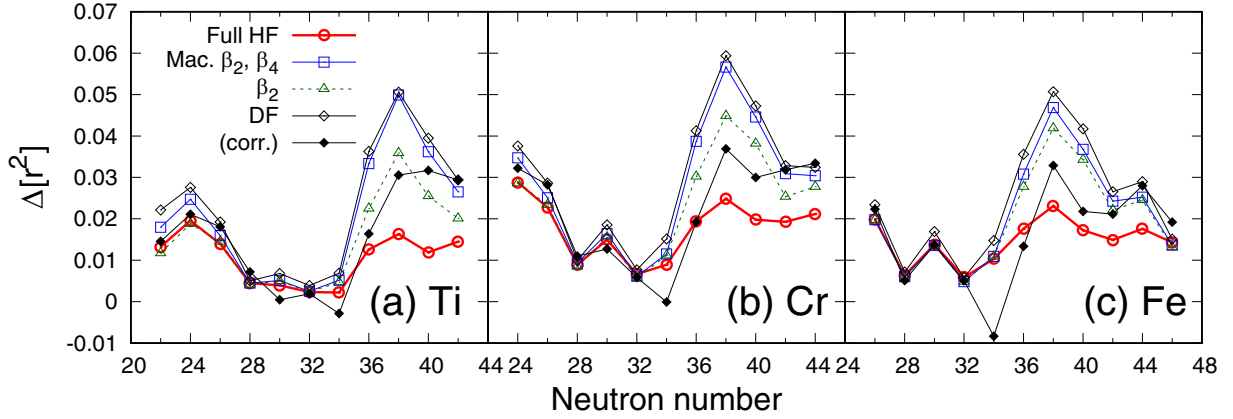 0.07
0.06
0.05
0.04
0.03
0.02
0.01
0
-0.01
Δ[r²]
Full HF
Mac. β₂, β₄
β₂
DF
(corr.)
(a) Ti
(b) Cr
(c) Fe
20 24 28 32 36 40 44
24 28 32 36 40 44
24 28 32 36 40 44 48
Neutron number